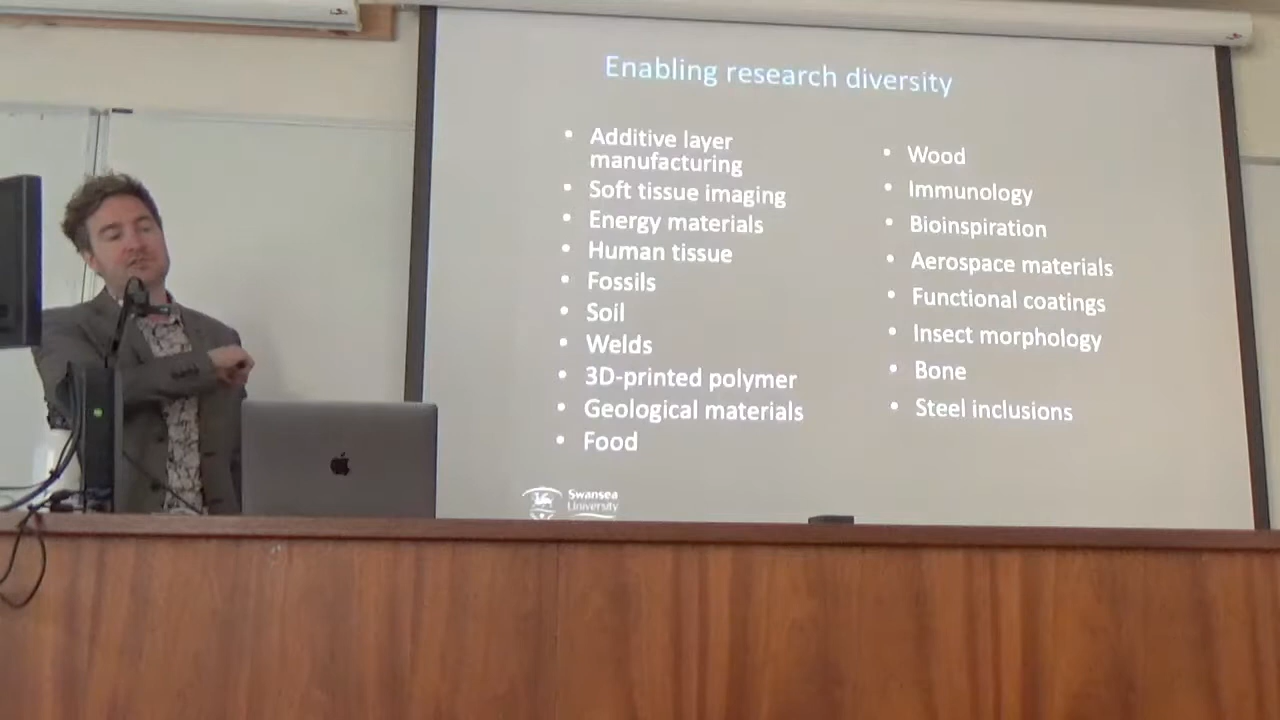 Enabling research diversity
• Additive layer
manufacturing
• Soft tissue imaging
• Energy materials
• Human tissue
• Fossils
• Soil
• Welds
• 3D-printed polymer
• Geological materials
• Food
• Wood
• Immunology
• Bioinspiration
• Aerospace materials
• Functional coatings
• Insect morphology
• Bone
• Steel inclusions
Swansea
University